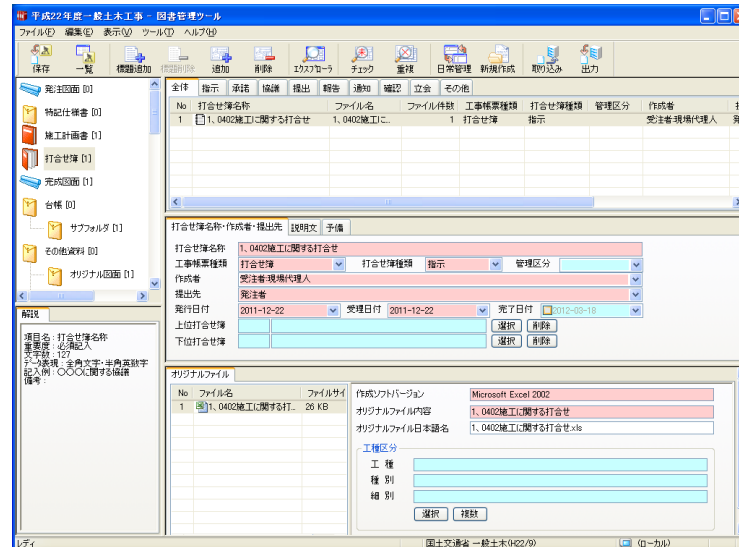 平成22年度一般土木工事 - 図書管理ツール
ファイル(F) 編集(E) 表示(V) ツール(T) ヘルプ(H)
保存 一覧 標題追加 標題削除 追加 削除 エクスプローラ チェック 重複 日常管理 新規作成 取り込み 出力
発注図面 [0]
特記仕様書 [0]
施工計画書 [1]
打合せ簿 [1]
完成図面 [1]
台帳 [0]
サブフォルダ [1]
その他資料 [0]
オリジナル図面 [1]
全体 指示 承諾 協議 提出 報告 通知 確認 立会 その他
No 打合せ簿名称 ファイル名 ファイル件数 工事帳票種類 打合せ簿種類 管理区分 作成者
1 1、0402施工に関する打合せ 1、0402施工に... 1 打合せ簿 指示 受注者:現場代理人 発
打合せ簿名称・作成者・提出先 説明文 予備
打合せ簿名称 1、0402施工に関する打合せ
工事帳票種類 打合せ簿 打合せ簿種類 指示 管理区分
作成者 受注者:現場代理人
提出先 発注者
発行日付 2011-12-22 受理日付 2011-12-22 完了日付 2012-03-18
上位打合せ簿 選択 削除
下位打合せ簿 選択 削除
解説
項目名：打合せ簿名称
重要度：必須記入
文字数：127
データ表現：全角文字・半角英数字
記入例：〇〇〇に関する協議
備考：
オリジナルファイル
No ファイル名 ファイルサイ
1 1、0402施工に関する打... 26 KB
作成ソフトバージョン Microsoft Excel 2002
オリジナルファイル内容 1、0402施工に関する打合せ
オリジナルファイル日本語名 1、0402施工に関する打合せ.xls
工種区分
工 種
種 別
細 別
選択 複数
レディ 国土交通省 一般土木(H22/9) (ローカル)